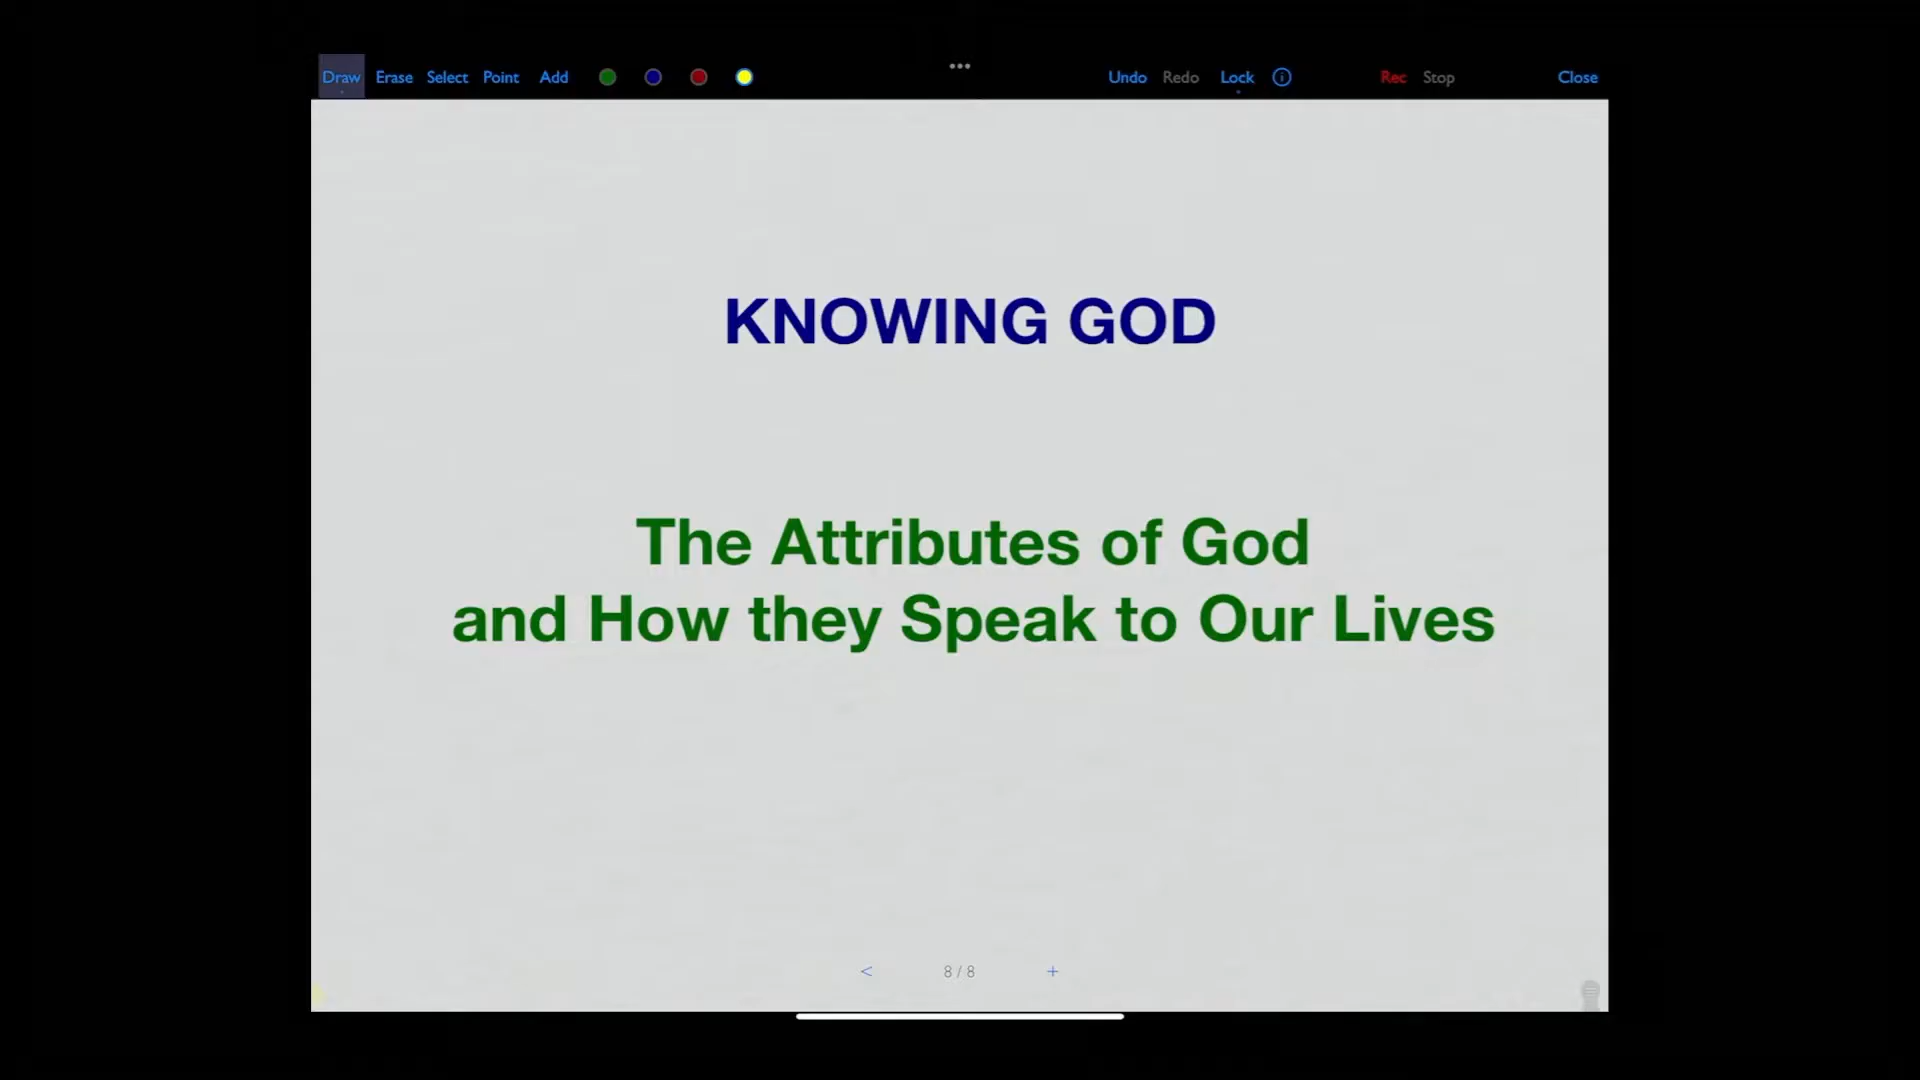 Draw Erase Select Point Add Undo Redo Lock Rec Stop Close
KNOWING GOD
The Attributes of God
and How they Speak to Our Lives
< 8 / 8 +